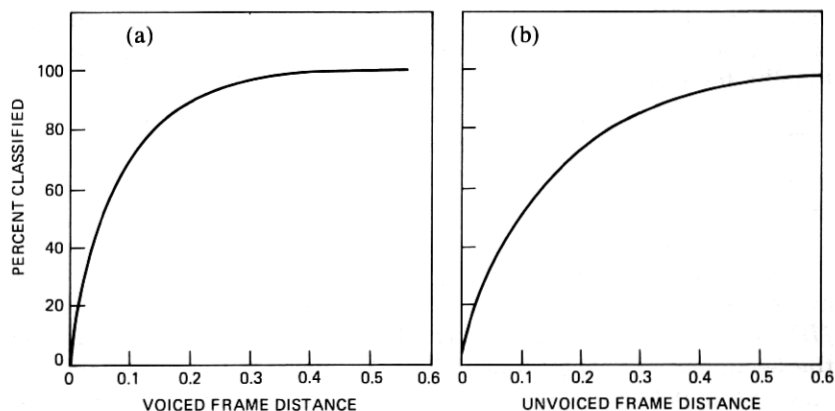 (a)
(b)
PERCENT CLASSIFIED
100
80
60
40
20
0
0 0.1 0.2 0.3 0.4 0.5 0.6
VOICED FRAME DISTANCE
0 0.1 0.2 0.3 0.4 0.5 0.6
UNVOICED FRAME DISTANCE